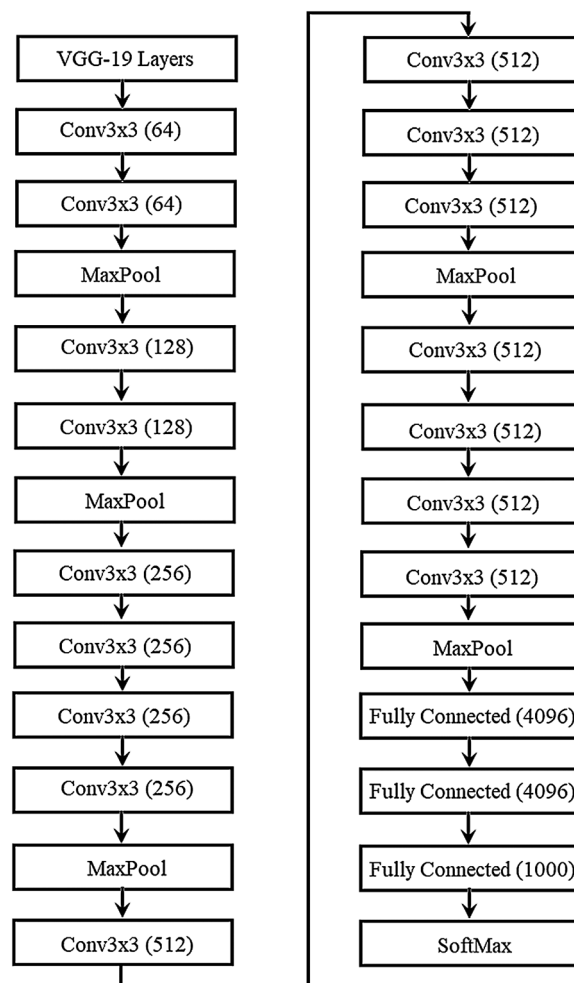 VGG-19 Layers
Conv3x3 (64)
Conv3x3 (64)
MaxPool
Conv3x3 (128)
Conv3x3 (128)
MaxPool
Conv3x3 (256)
Conv3x3 (256)
Conv3x3 (256)
Conv3x3 (256)
MaxPool
Conv3x3 (512)
Conv3x3 (512)
Conv3x3 (512)
Conv3x3 (512)
MaxPool
Conv3x3 (512)
Conv3x3 (512)
Conv3x3 (512)
Conv3x3 (512)
MaxPool
Fully Connected (4096)
Fully Connected (4096)
Fully Connected (1000)
SoftMax